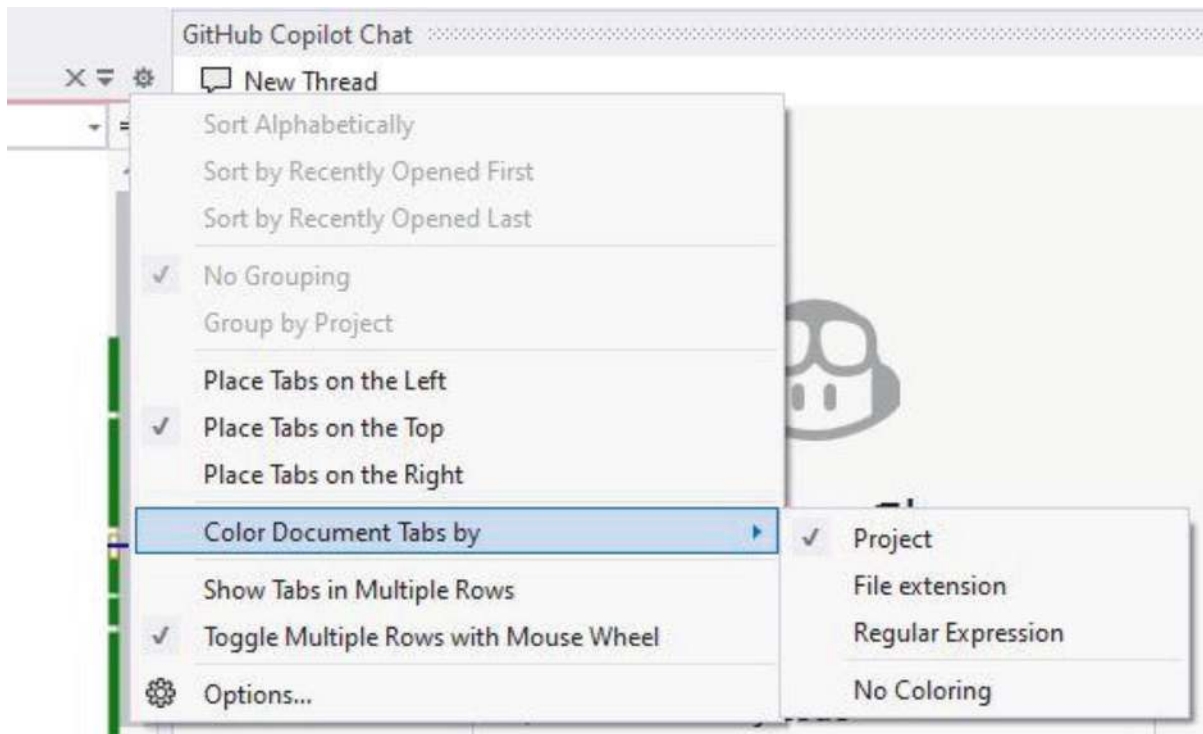 GitHub Copilot Chat
New Thread
Sort Alphabetically
Sort by Recently Opened First
Sort by Recently Opened Last
No Grouping
Group by Project
Place Tabs on the Left
Place Tabs on the Top
Place Tabs on the Right
Color Document Tabs by
Project
File extension
Show Tabs in Multiple Rows
Regular Expression
Toggle Multiple Rows with Mouse Wheel
No Coloring
Options...